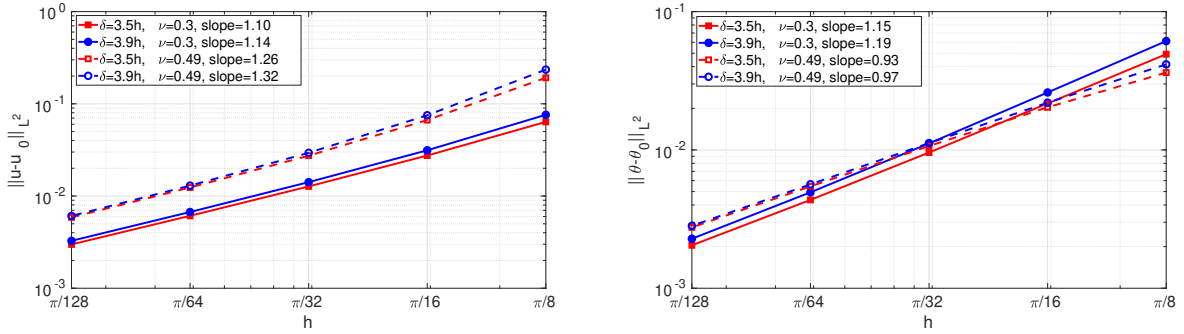 10^0
δ=3.5h, ν=0.3, slope=1.10
δ=3.9h, ν=0.3, slope=1.14
δ=3.5h, ν=0.49, slope=1.26
δ=3.9h, ν=0.49, slope=1.32
10^-1
||u-u_0||_L^2
10^-2
10^-3
π/128 π/64 π/32 π/16 π/8
h
10^-1
δ=3.5h, ν=0.3, slope=1.15
δ=3.9h, ν=0.3, slope=1.19
δ=3.5h, ν=0.49, slope=0.93
δ=3.9h, ν=0.49, slope=0.97
||θ-θ_0||_L^2
10^-2
10^-3
π/128 π/64 π/32 π/16 π/8
h